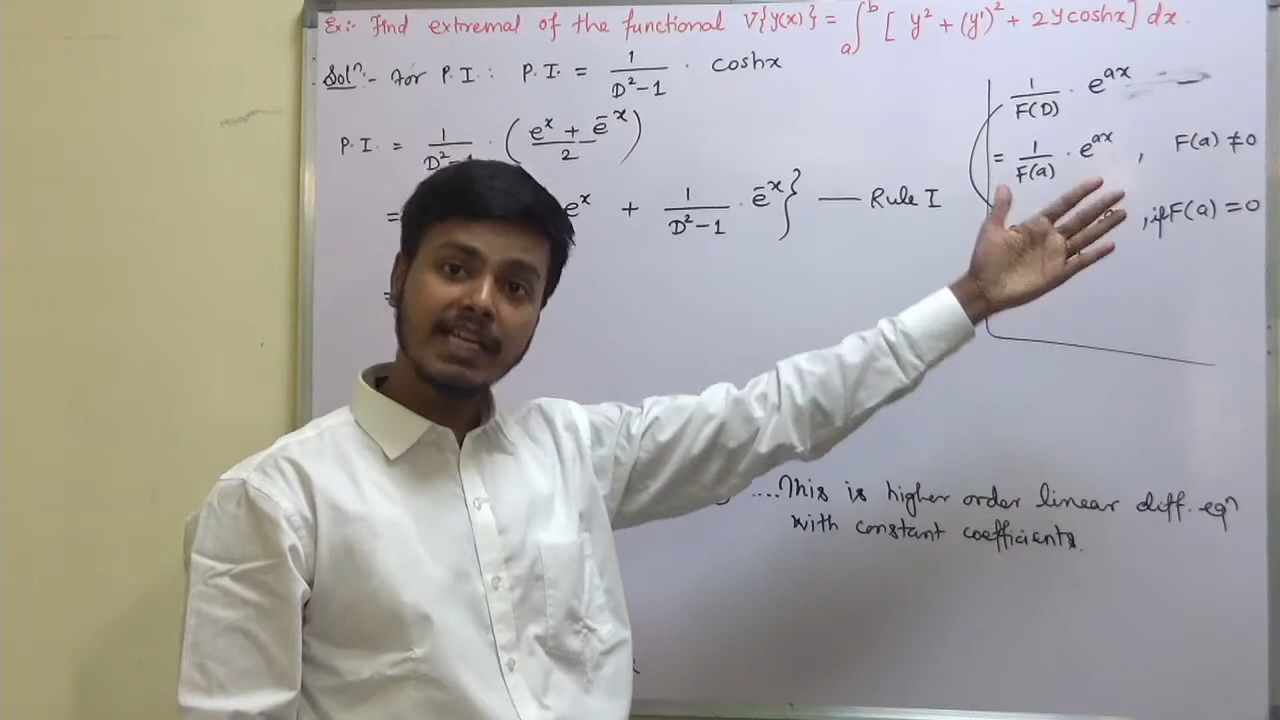 Ex:- Find extremal of the functional V{y(x)} = ∫ₐᵇ [ y² + (y')² + 2y coshx ] dx.
Solⁿ:- For P.I. : P.I. = 1/(D²-1) · coshx
P.I. = 1/(D²-1) · ((eˣ + e⁻ˣ)/2)
= eˣ + 1/(D²-1) · e⁻ˣ} — Rule I
=
1/F(D) · eᵃˣ
= 1/F(a) · eᵃˣ , F(a) ≠ 0
, if F(a) = 0
....This is higher order linear diff. eqⁿ
with constant coefficients.